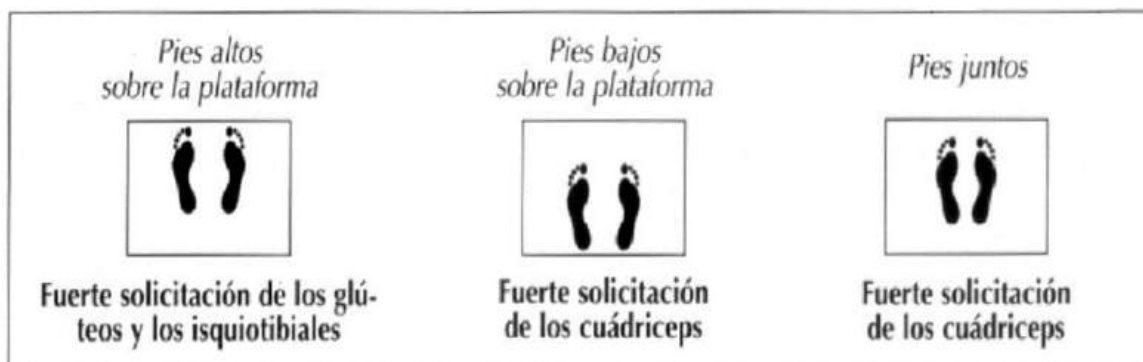 Pies altos
sobre la plataforma
Fuerte solicitación de los glú-
teos y los isquiotibiales
Pies bajos
sobre la plataforma
Fuerte solicitación
de los cuádriceps
Pies juntos
Fuerte solicitación
de los cuádriceps